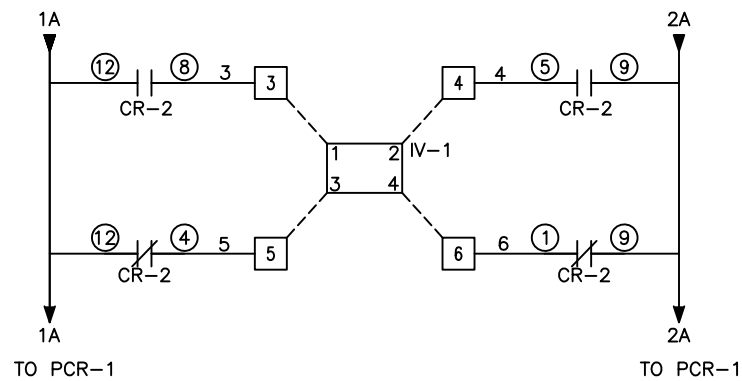 1A 2A
12 8 3 3 4 4 5 9
CR-2 CR-2
1 2 IV-1
3 4
12 4 5 5 6 6 1 9
CR-2 CR-2
1A 2A
TO PCR-1 TO PCR-1